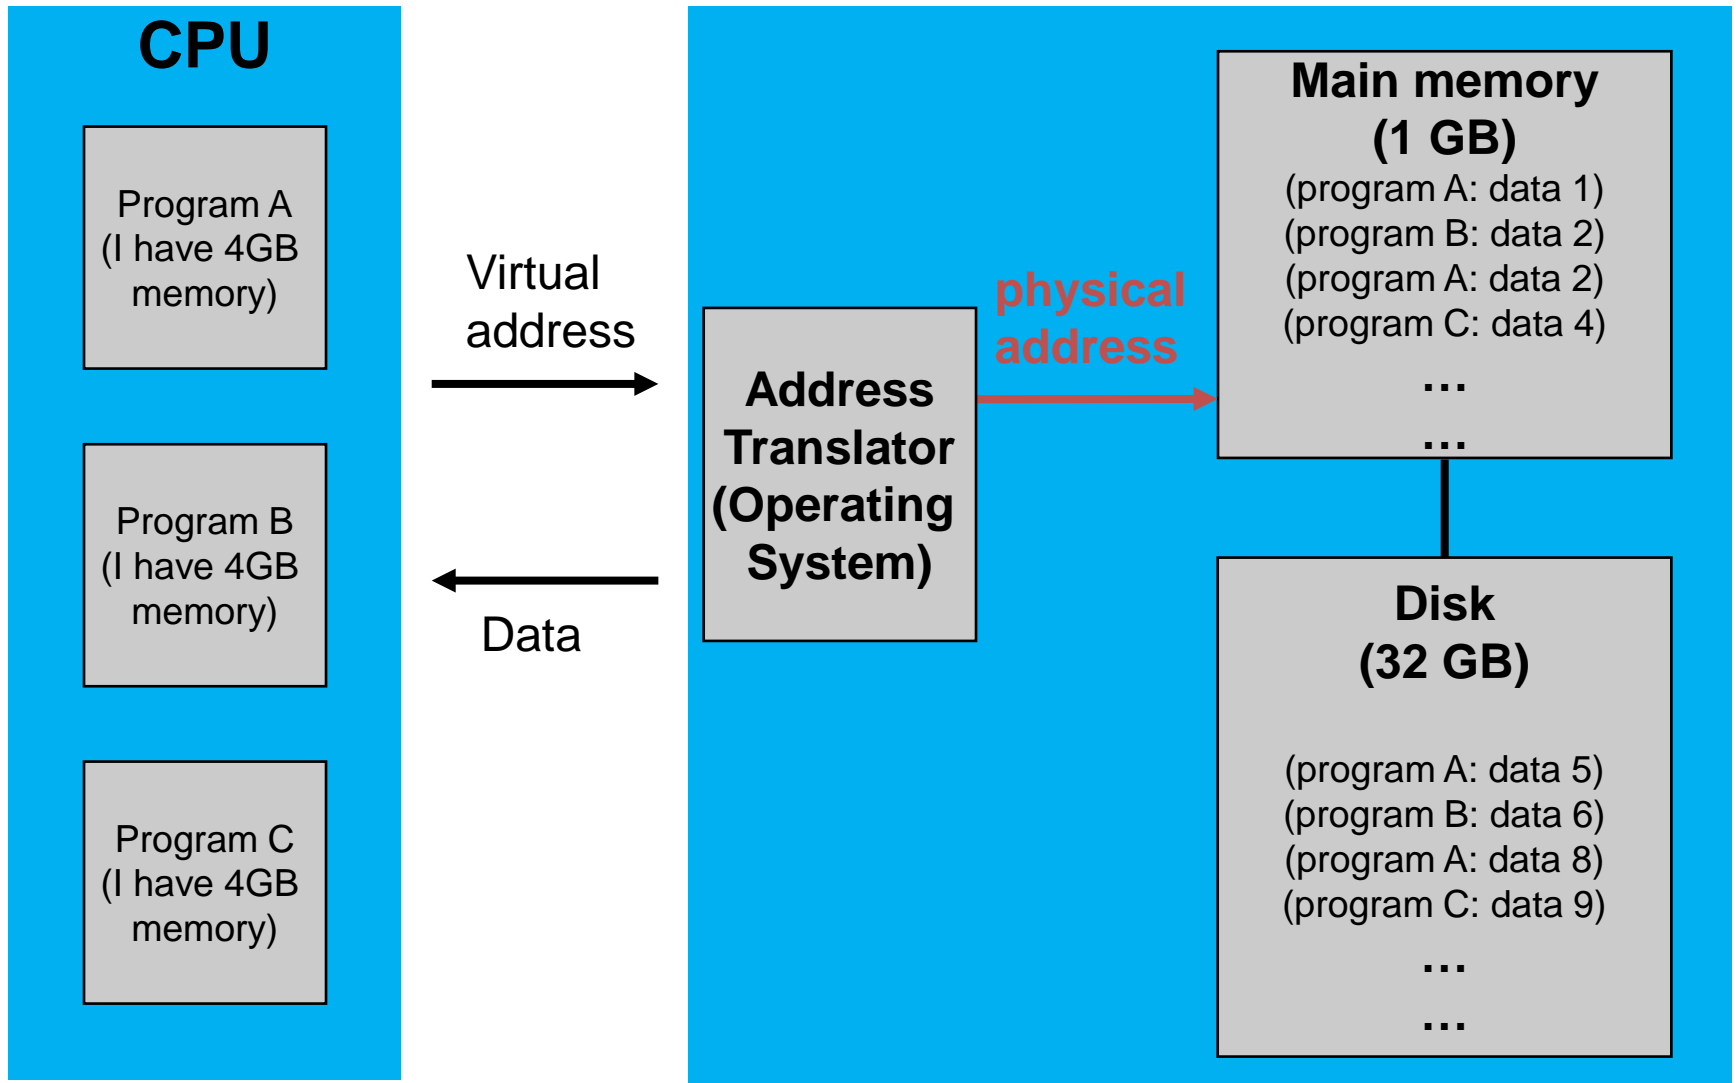 CPU
Program A
(I have 4GB
memory)
Program B
(I have 4GB
memory)
Program C
(I have 4GB
memory)
Virtual
address
Data
Address
Translator
(Operating
System)
physical
address
Main memory
(1 GB)
(program A: data 1)
(program B: data 2)
(program A: data 2)
(program C: data 4)
...
...
Disk
(32 GB)
(program A: data 5)
(program B: data 6)
(program A: data 8)
(program C: data 9)
...
...